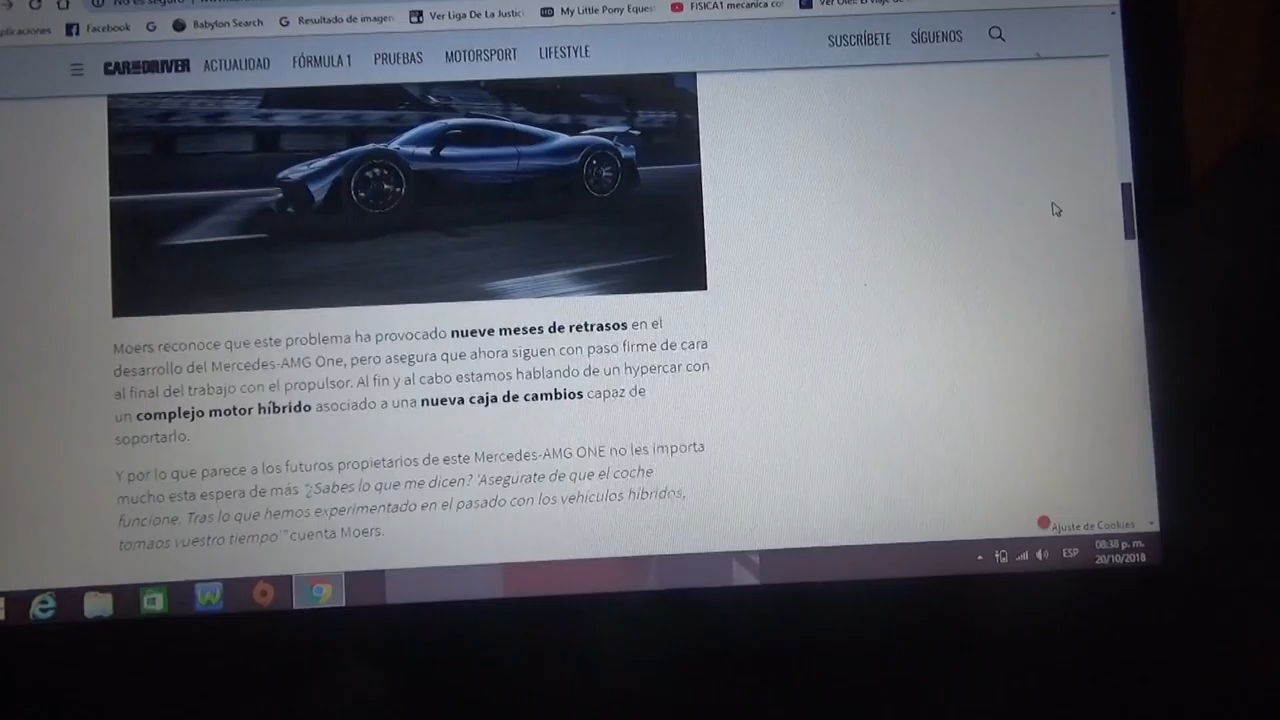 No es seguro
plicaciones Facebook Babylon Search Resultado de imagen Ver Liga De La Justici My Little Pony Eques FISICA1 mecanica co
CAR AND DRIVER ACTUALIDAD FÓRMULA 1 PRUEBAS MOTORSPORT LIFESTYLE SUSCRÍBETE SÍGUENOS
Moers reconoce que este problema ha provocado nueve meses de retrasos en el
desarrollo del Mercedes-AMG One, pero asegura que ahora siguen con paso firme de cara
al final del trabajo con el propulsor. Al fin y al cabo estamos hablando de un hypercar con
un complejo motor híbrido asociado a una nueva caja de cambios capaz de
soportarlo.
Y por lo que parece a los futuros propietarios de este Mercedes-AMG ONE no les importa
mucho esta espera de más "¿Sabes lo que me dicen? 'Asegúrate de que el coche
funcione. Tras lo que hemos experimentado en el pasado con los vehículos híbridos,
tomaos vuestro tiempo'" cuenta Moers.
Ajuste de Cookies
ESP 08:38 p. m.
20/10/2018